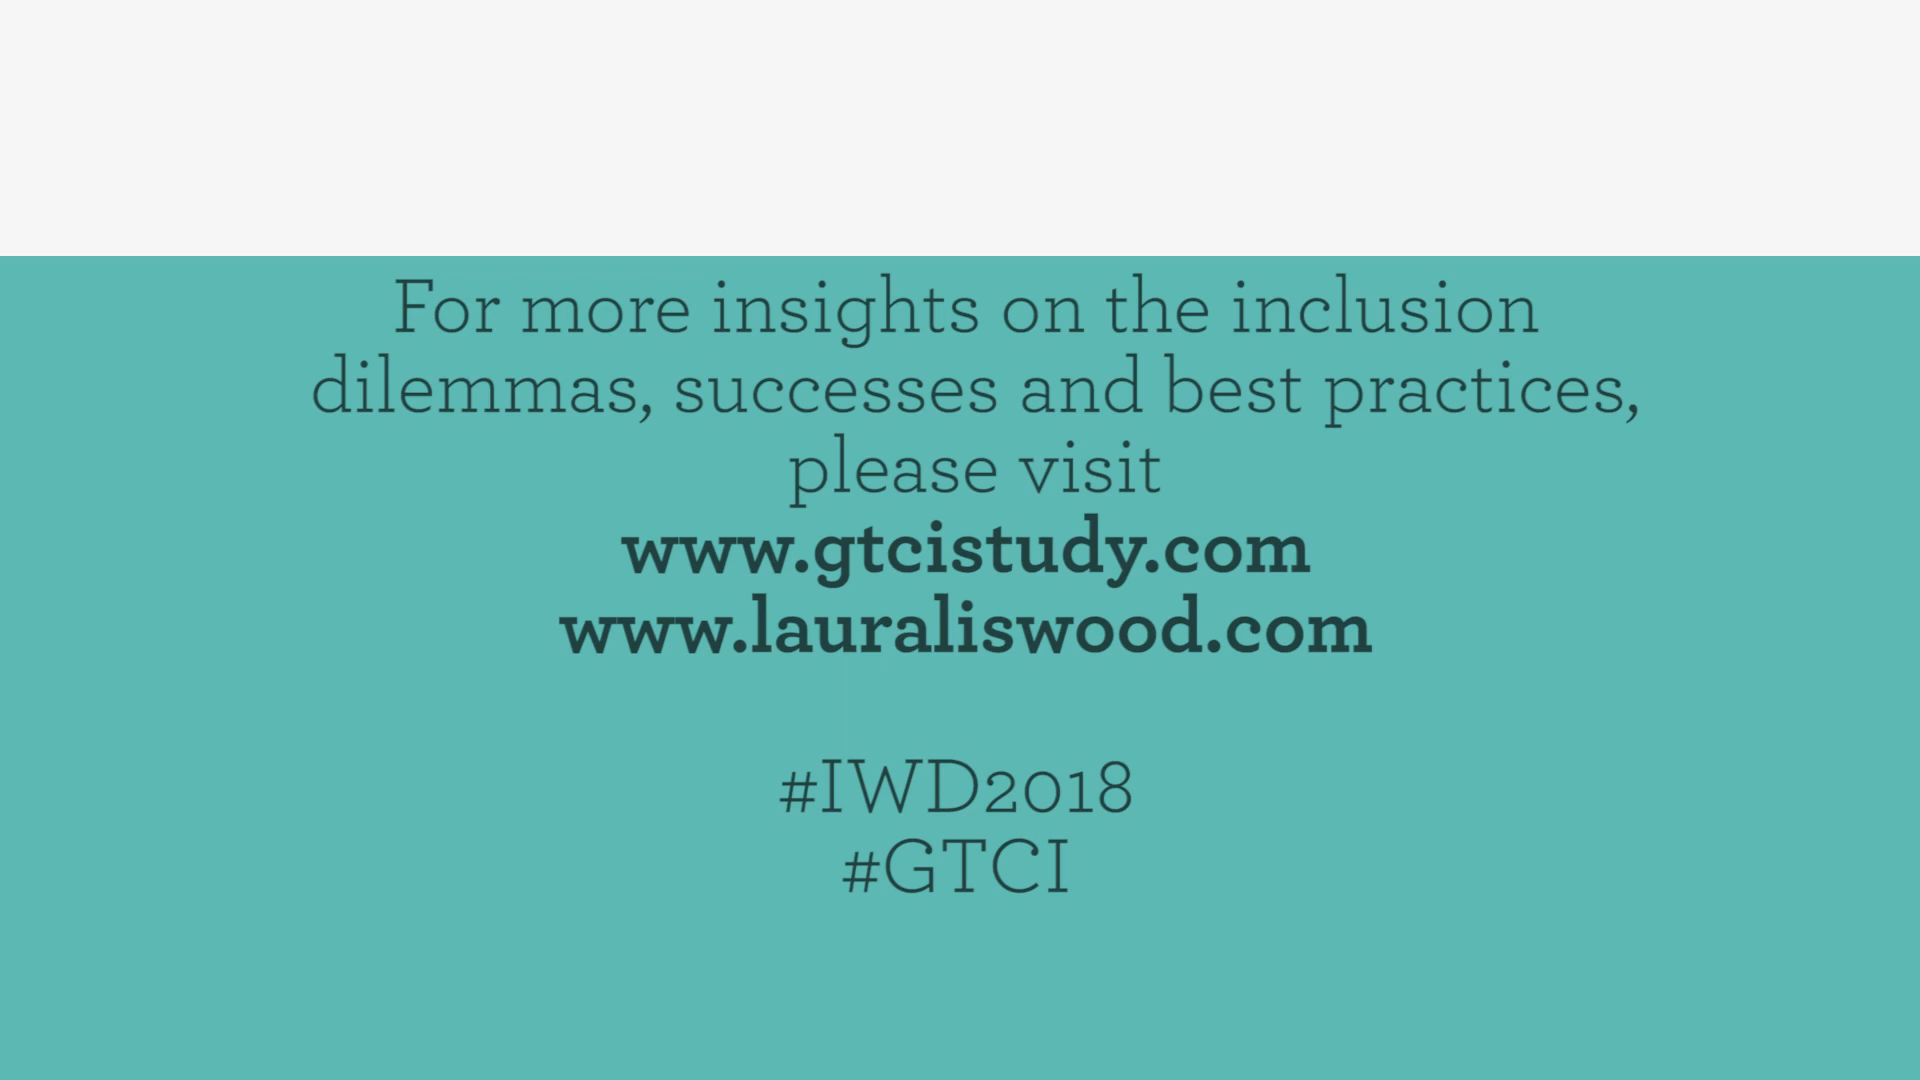 For more insights on the inclusion
dilemmas, successes and best practices,
please visit
www.gtcistudy.com
www.lauraliswood.com
#IWD2018
#GTCI